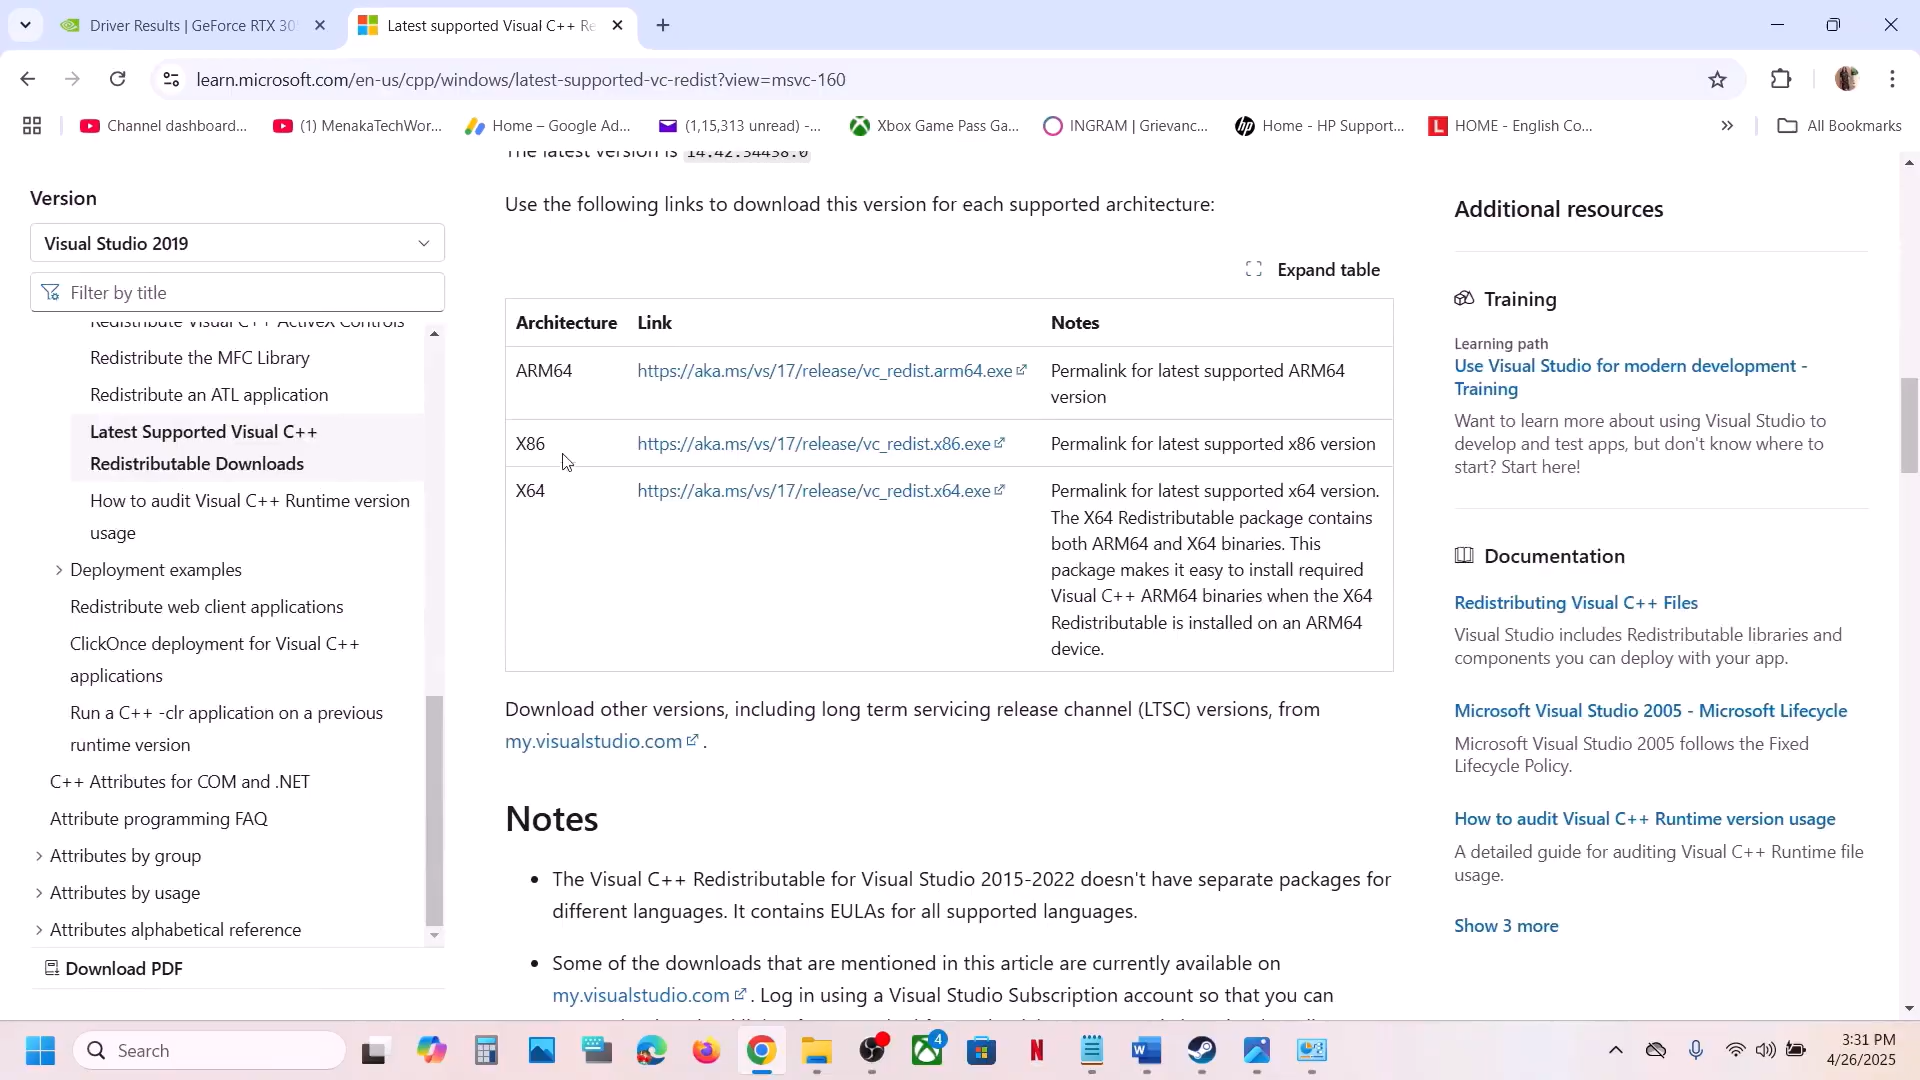 Driver Results | GeForce RTX 305
Latest supported Visual C++ Re
learn.microsoft.com/en-us/cpp/windows/latest-supported-vc-redist?view=msvc-160
Channel dashboard...
(1) MenakaTechWor...
Home – Google Ad...
(1,15,313 unread) -...
Xbox Game Pass Ga...
INGRAM | Grievanc...
Home - HP Support...
HOME - English Co...
All Bookmarks
Version
Visual Studio 2019
Filter by title
Redistribute Visual C++ ActiveX Controls
Redistribute the MFC Library
Redistribute an ATL application
Latest Supported Visual C++
Redistributable Downloads
How to audit Visual C++ Runtime version
usage
Deployment examples
Redistribute web client applications
ClickOnce deployment for Visual C++
applications
Run a C++ -clr application on a previous
runtime version
C++ Attributes for COM and .NET
Attribute programming FAQ
Attributes by group
Attributes by usage
Attributes alphabetical reference
Download PDF
The latest version is 14.42.34438.0
Use the following links to download this version for each supported architecture:
Expand table
Architecture Link Notes
ARM64 https://aka.ms/vs/17/release/vc_redist.arm64.exe Permalink for latest supported ARM64
version
X86 https://aka.ms/vs/17/release/vc_redist.x86.exe Permalink for latest supported x86 version
X64 https://aka.ms/vs/17/release/vc_redist.x64.exe Permalink for latest supported x64 version.
The X64 Redistributable package contains
both ARM64 and X64 binaries. This
package makes it easy to install required
Visual C++ ARM64 binaries when the X64
Redistributable is installed on an ARM64
device.
Download other versions, including long term servicing release channel (LTSC) versions, from
my.visualstudio.com .
Notes
• The Visual C++ Redistributable for Visual Studio 2015-2022 doesn't have separate packages for
different languages. It contains EULAs for all supported languages.
• Some of the downloads that are mentioned in this article are currently available on
my.visualstudio.com . Log in using a Visual Studio Subscription account so that you can
Additional resources
Training
Learning path
Use Visual Studio for modern development -
Training
Want to learn more about using Visual Studio to
develop and test apps, but don't know where to
start? Start here!
Documentation
Redistributing Visual C++ Files
Visual Studio includes Redistributable libraries and
components you can deploy with your app.
Microsoft Visual Studio 2005 - Microsoft Lifecycle
Microsoft Visual Studio 2005 follows the Fixed
Lifecycle Policy.
How to audit Visual C++ Runtime version usage
A detailed guide for auditing Visual C++ Runtime file
usage.
Show 3 more
Search
4
3:31 PM
4/26/2025